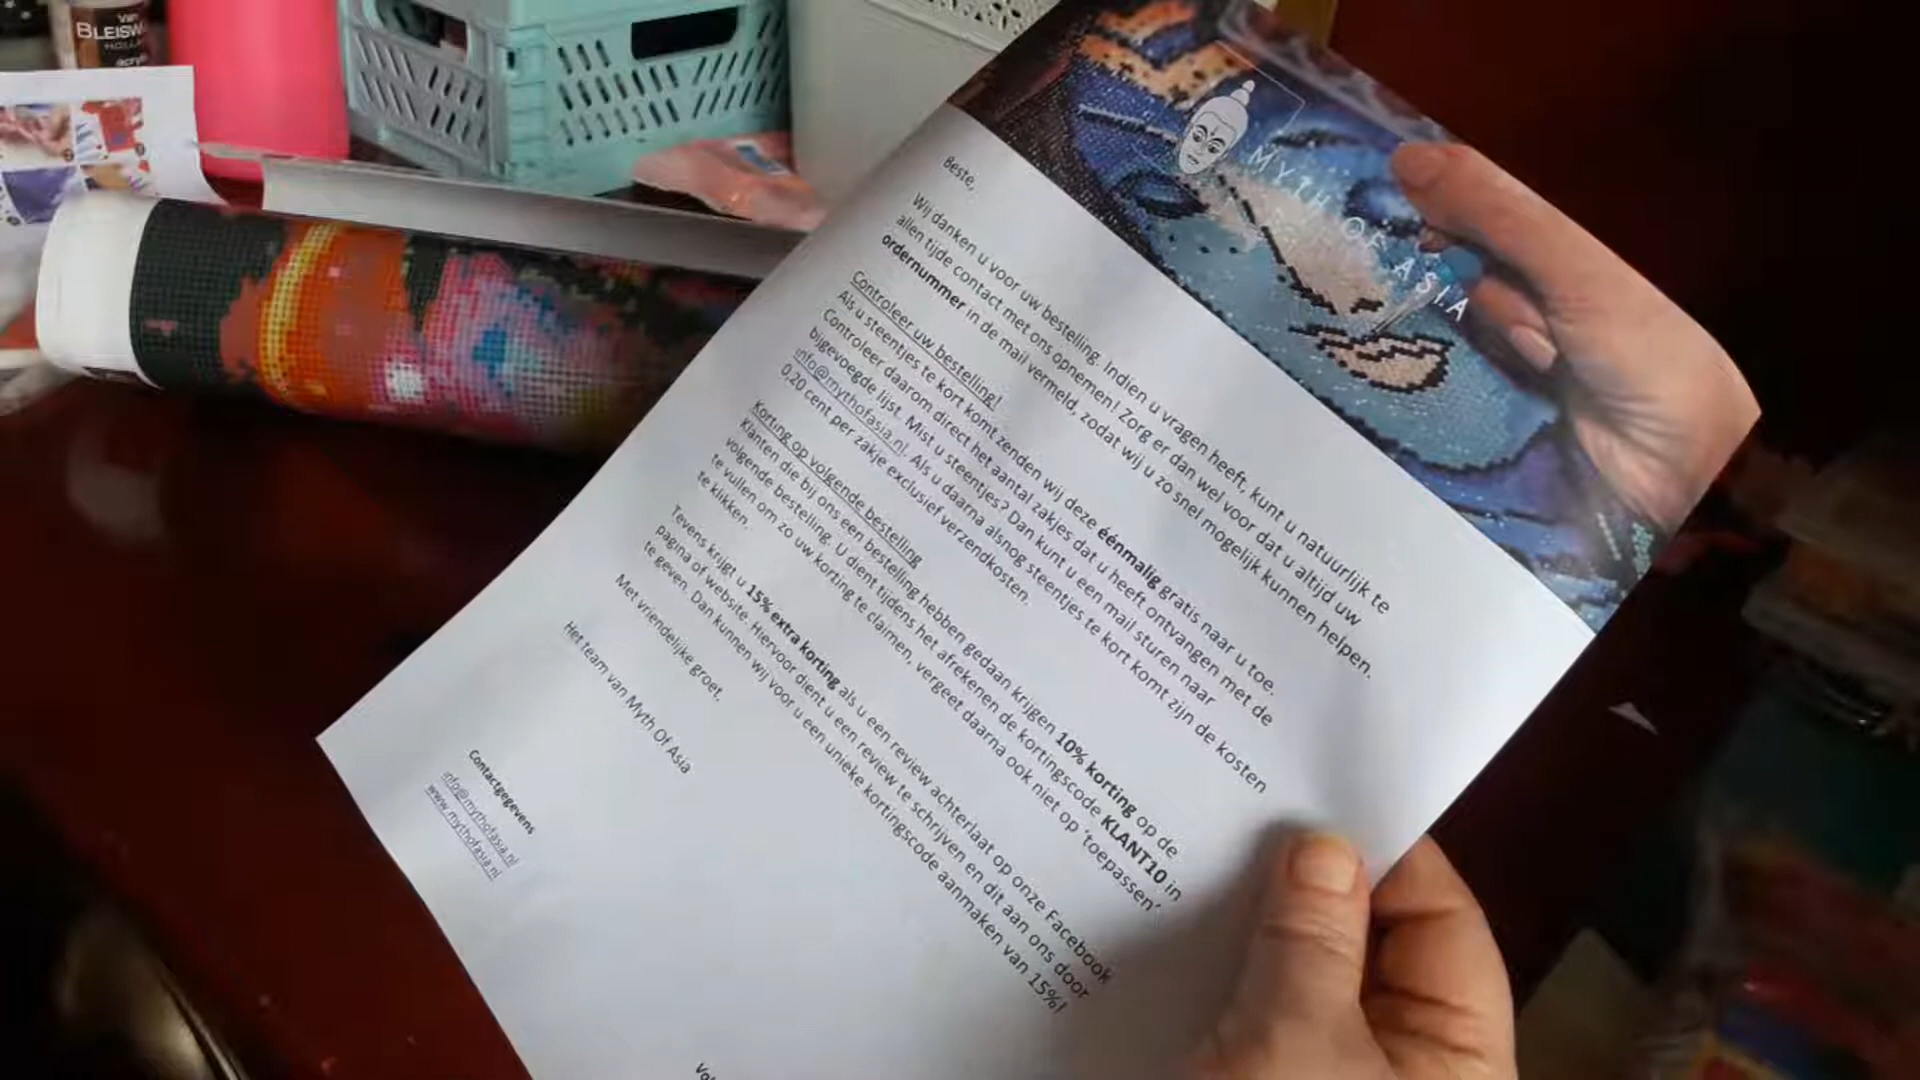 Van
BLEISW
HOLLA
acryl
MYTH OF ASIA
Beste,
Wij danken u voor uw bestelling. Indien u vragen heeft, kunt u natuurlijk te
allen tijde contact met ons opnemen! Zorg er dan wel voor dat u altijd uw
ordernummer in de mail vermeld, zodat wij u zo snel mogelijk kunnen helpen.
Controleer uw bestelling!
Als u steentjes te kort komt zenden wij deze éénmalig gratis naar u toe.
Controleer daarom direct het aantal zakjes dat u heeft ontvangen met de
bijgevoegde lijst. Mist u steentjes? Dan kunt u een mail sturen naar
info@mythofasia.nl. Als u daarna alsnog steentjes te kort komt zijn de kosten
0,20 cent per zakje exclusief verzendkosten.
Korting op volgende bestelling
Klanten die bij ons een bestelling hebben gedaan krijgen 10% korting op de
volgende bestelling. U dient tijdens het afrekenen de kortingscode KLANT10 in
te vullen om zo uw korting te claimen, vergeet daarna ook niet op 'toepassen'
te klikken.
Tevens krijgt u 15% extra korting als u een review achterlaat op onze Facebook
pagina of website. Hiervoor dient u een review te schrijven en dit aan ons door
te geven. Dan kunnen wij voor u een unieke kortingscode aanmaken van 15%!
Met vriendelijke groet,
Het team van Myth Of Asia
Contactgegevens
info@mythofasia.nl
www.mythofasia.nl